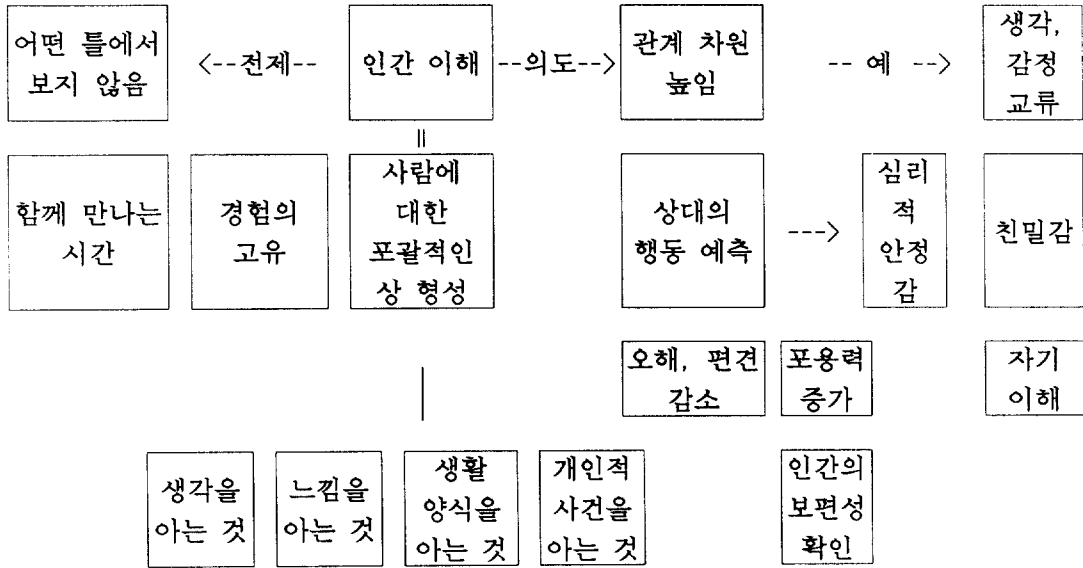 어떤 틀에서
보지 않음
<--전제--
인간 이해
--의도-->
관계 차원
높임
-- 예 -->
생각,
감정
교류
||
함께 만나는
시간
경험의
고유
사람에
대한
포괄적인
상 형성
상대의
행동 예측
--->
심리
적
안정
감
친밀감
오해, 편견
감소
포용력
증가
자기
이해
생각을
아는 것
느낌을
아는 것
생활
양식을
아는 것
개인적
사건을
아는 것
인간의
보편성
확인